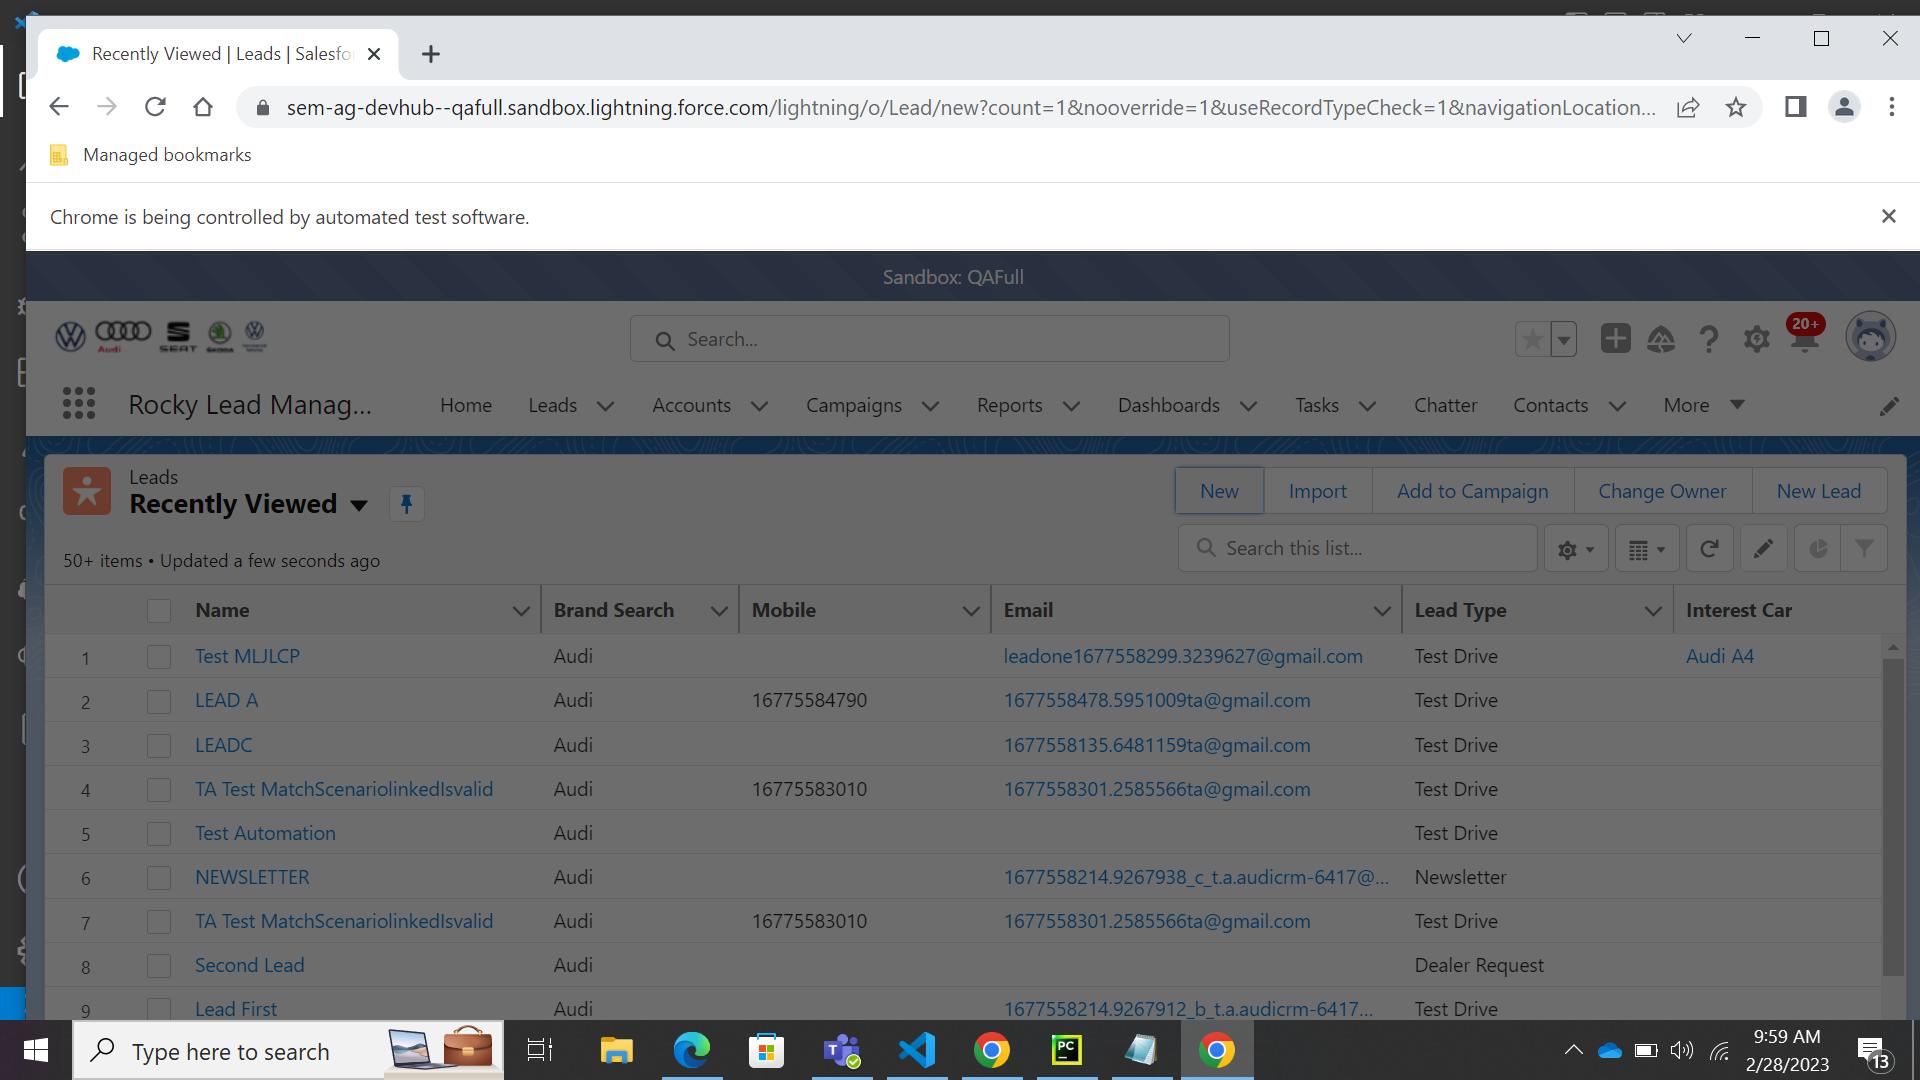 Recently Viewed | Leads | Salesfo
sem-ag-devhub--qafull.sandbox.lightning.force.com/lightning/o/Lead/new?count=1&nooverride=1&useRecordTypeCheck=1&navigationLocation...
Managed bookmarks
Chrome is being controlled by automated test software.
Sandbox: QAFull
Audi SEAT ŠKODA
Search...
20+
Rocky Lead Manag...
Home Leads Accounts Campaigns Reports Dashboards Tasks Chatter Contacts More
Leads
Recently Viewed
New Import Add to Campaign Change Owner New Lead
50+ items • Updated a few seconds ago
Search this list...
Name Brand Search Mobile Email Lead Type Interest Car
1 Test MLJLCP Audi leadone1677558299.3239627@gmail.com Test Drive Audi A4
2 LEAD A Audi 16775584790 1677558478.5951009ta@gmail.com Test Drive
3 LEADC Audi 1677558135.6481159ta@gmail.com Test Drive
4 TA Test MatchScenariolinkedIsvalid Audi 16775583010 1677558301.2585566ta@gmail.com Test Drive
5 Test Automation Audi Test Drive
6 NEWSLETTER Audi 1677558214.9267938_c_t.a.audicrm-6417@... Newsletter
7 TA Test MatchScenariolinkedIsvalid Audi 16775583010 1677558301.2585566ta@gmail.com Test Drive
8 Second Lead Audi Dealer Request
9 Lead First Audi 1677558214.9267912_b_t.a.audicrm-6417... Test Drive
Type here to search
PC
9:59 AM
2/28/2023
13